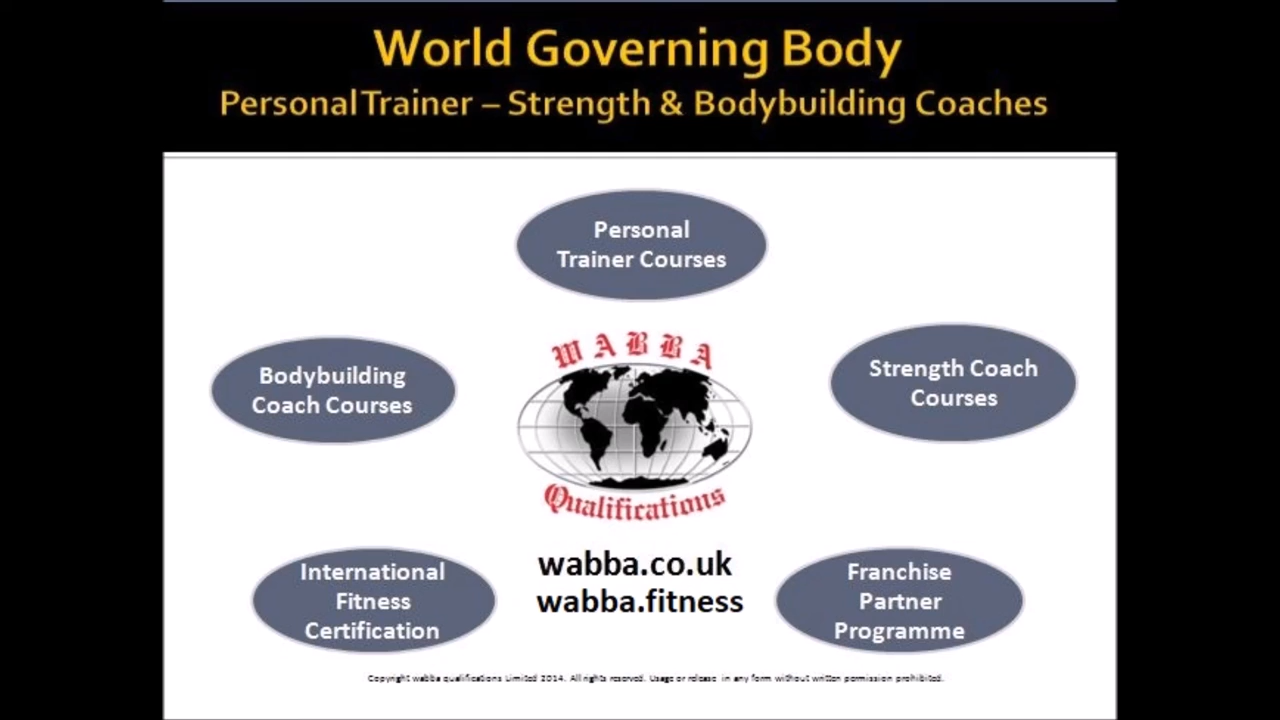 World Governing Body
Personal Trainer – Strength & Bodybuilding Coaches
Personal
Trainer Courses
Bodybuilding
Coach Courses
Strength Coach
Courses
WABBA
Qualifications
wabba.co.uk
wabba.fitness
International
Fitness
Certification
Franchise
Partner
Programme
Copyright wabba qualifications Limited 2014. All rights reserved. Usage or release in any form without written permission prohibited.